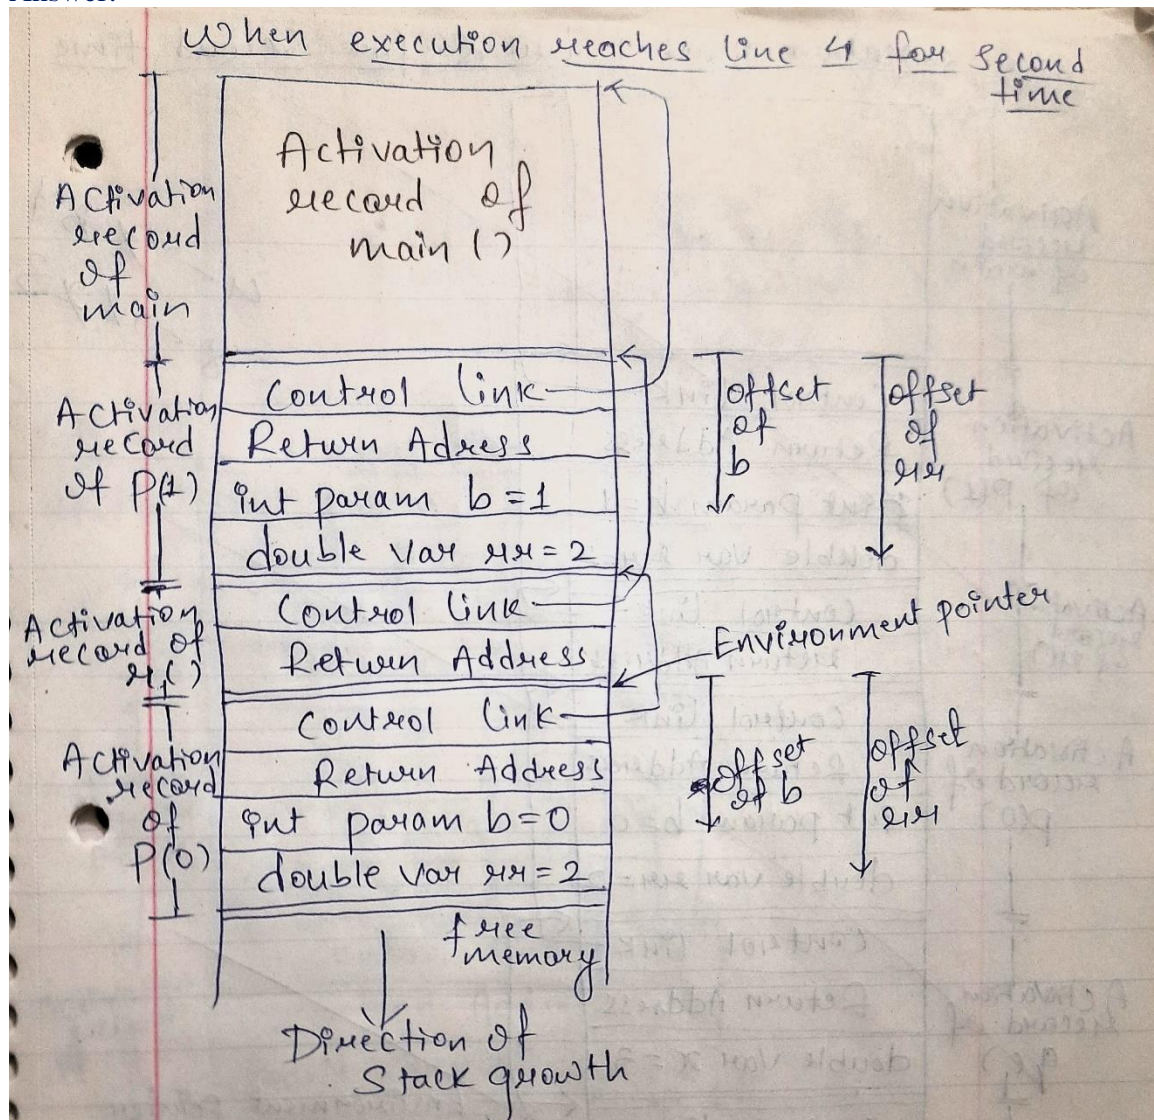 Answer:
When execution reaches line 4 for second
time
Activation
record of
main ()
Activation
record
of
main
Control link
Return Adress
int param b = 1
double var rr = 2
Activation
record
of P(1)
offset
of
b
offset
of
rr
Control link
Return Address
Activation
record of
r()
Environment pointer
Control link
Return Address
int param b=0
double var rr = 2
Activation
record
of
P(0)
offset
of b
offset
of
rr
free
memory
Direction of
Stack growth